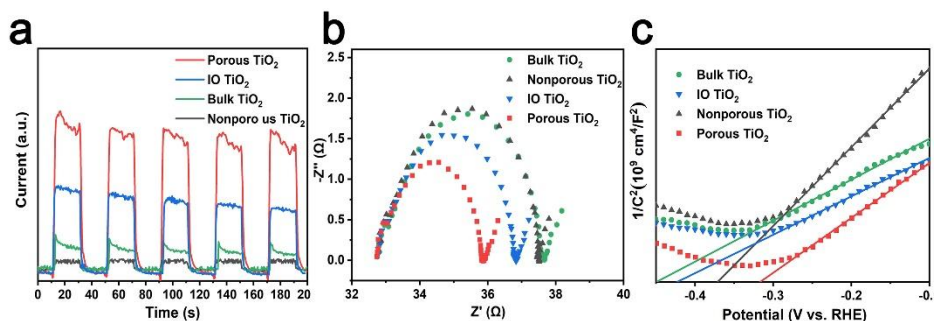 a
Porous TiO₂
IO TiO₂
Bulk TiO₂
Nonporo us TiO₂
Current (a.u.)
0 20 40 60 80 100 120 140 160 180 200
Time (s)
b
Bulk TiO₂
Nonporous TiO₂
IO TiO₂
Porous TiO₂
-Z'' (Ω)
2.5
2.0
1.5
1.0
0.5
0.0
32 34 36 38 40
Z' (Ω)
c
Bulk TiO₂
IO TiO₂
Nonporous TiO₂
Porous TiO₂
1/C²(10⁹ cm⁴/F²)
-0.4 -0.3 -0.2 -0.
Potential (V vs. RHE)